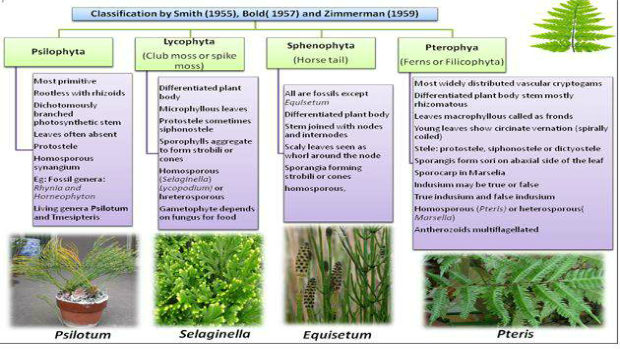 Classification by Smith (1955), Bold( 1957) and Zimmerman (1959)
Psilophyta
Lycophyta
(Club moss or spike
moss)
Sphenophyta
(Horse tail)
Pterophya
(Ferns or Filicophyta)
Most primitive
Rootless with rhizoids
Dichotomously
branched
photosynthetic stem
Leaves often absent
Protostele
Homosporous
synangium
Eg: Fossil genera:
Rhynia and
Horneophyton
Living genera Psilotum
and Tmesipteris
Differentiated plant
body
Microphyllous leaves
Protostele sometimes
siphonostele
Sporophylls aggregate
to form strobili or
cones
Homosporous
(Selaginella)
Lycopodium) or
hreterosporous
Gametophyte depends
on fungus for food
All are fossils except
Equisetum
Differentiated plant body
Stem joined with nodes
and internodes
Scaly leaves seen as
whorl around the node
Sporangia forming
strobili or cones
homosporous,
Most widely distributed vascular cryptogams
Differentiated plant body stem mostly
rhizomatous
Leaves macrophyllous called as fronds
Young leaves show circinate vernation (spirally
coiled)
Stele: protostele, siphonostele or dictyostele
Sporangis form sori on abaxial side of the leaf
Sporocarp in Marselia
Indusium may be true or false
True indusium and false indusium
Homosporous (Pteris) or heterosporous(
Marsella)
Antherozoids multiflagellated
Psilotum
Selaginella
Equisetum
Pteris